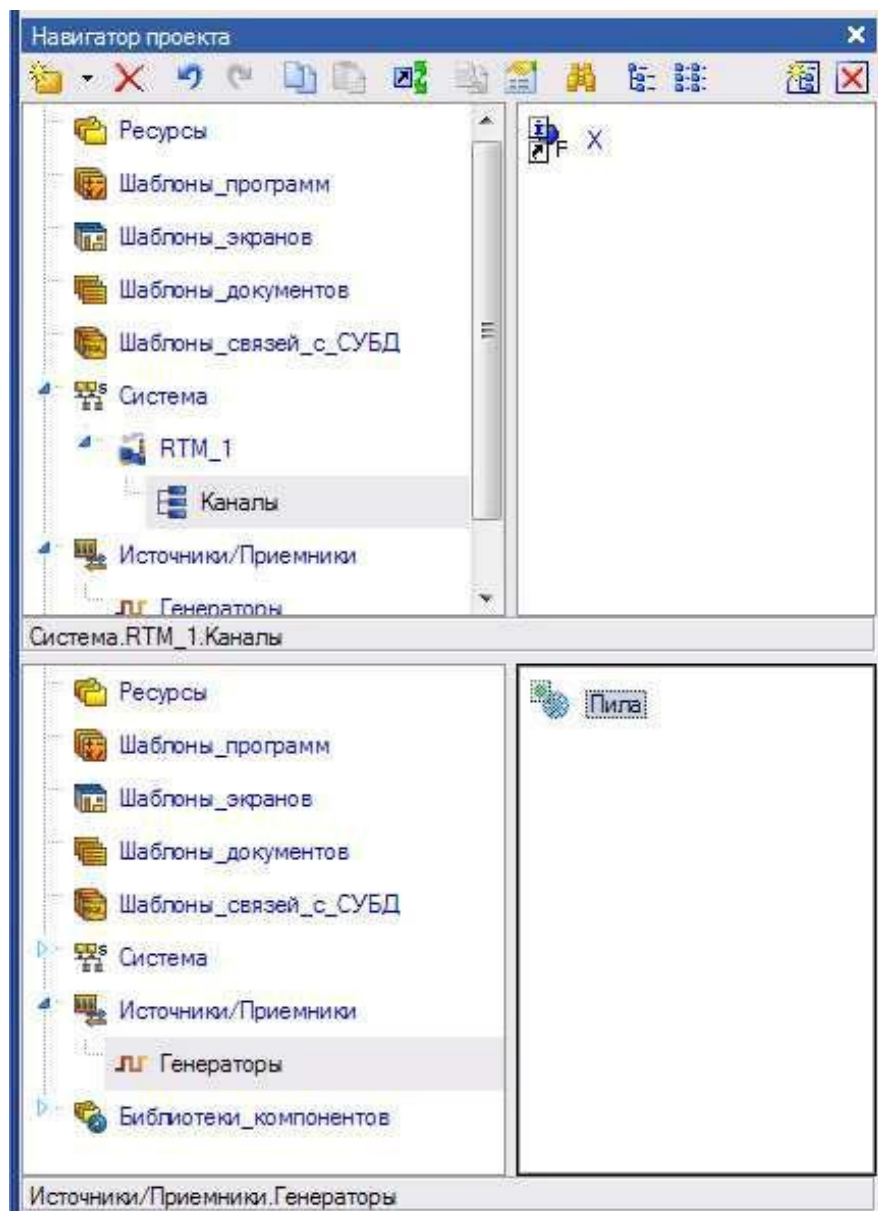 Навигатор проекта
Ресурсы
Шаблоны_программ
Шаблоны_экранов
Шаблоны_документов
Шаблоны_связей_с_СУБД
Система
RTM_1
Каналы
Источники/Приемники
Генераторы
X
Система.RTM_1.Каналы
Ресурсы
Шаблоны_программ
Шаблоны_экранов
Шаблоны_документов
Шаблоны_связей_с_СУБД
Система
Источники/Приемники
Генераторы
Библиотеки_компонентов
Пила
Источники/Приемники.Генераторы